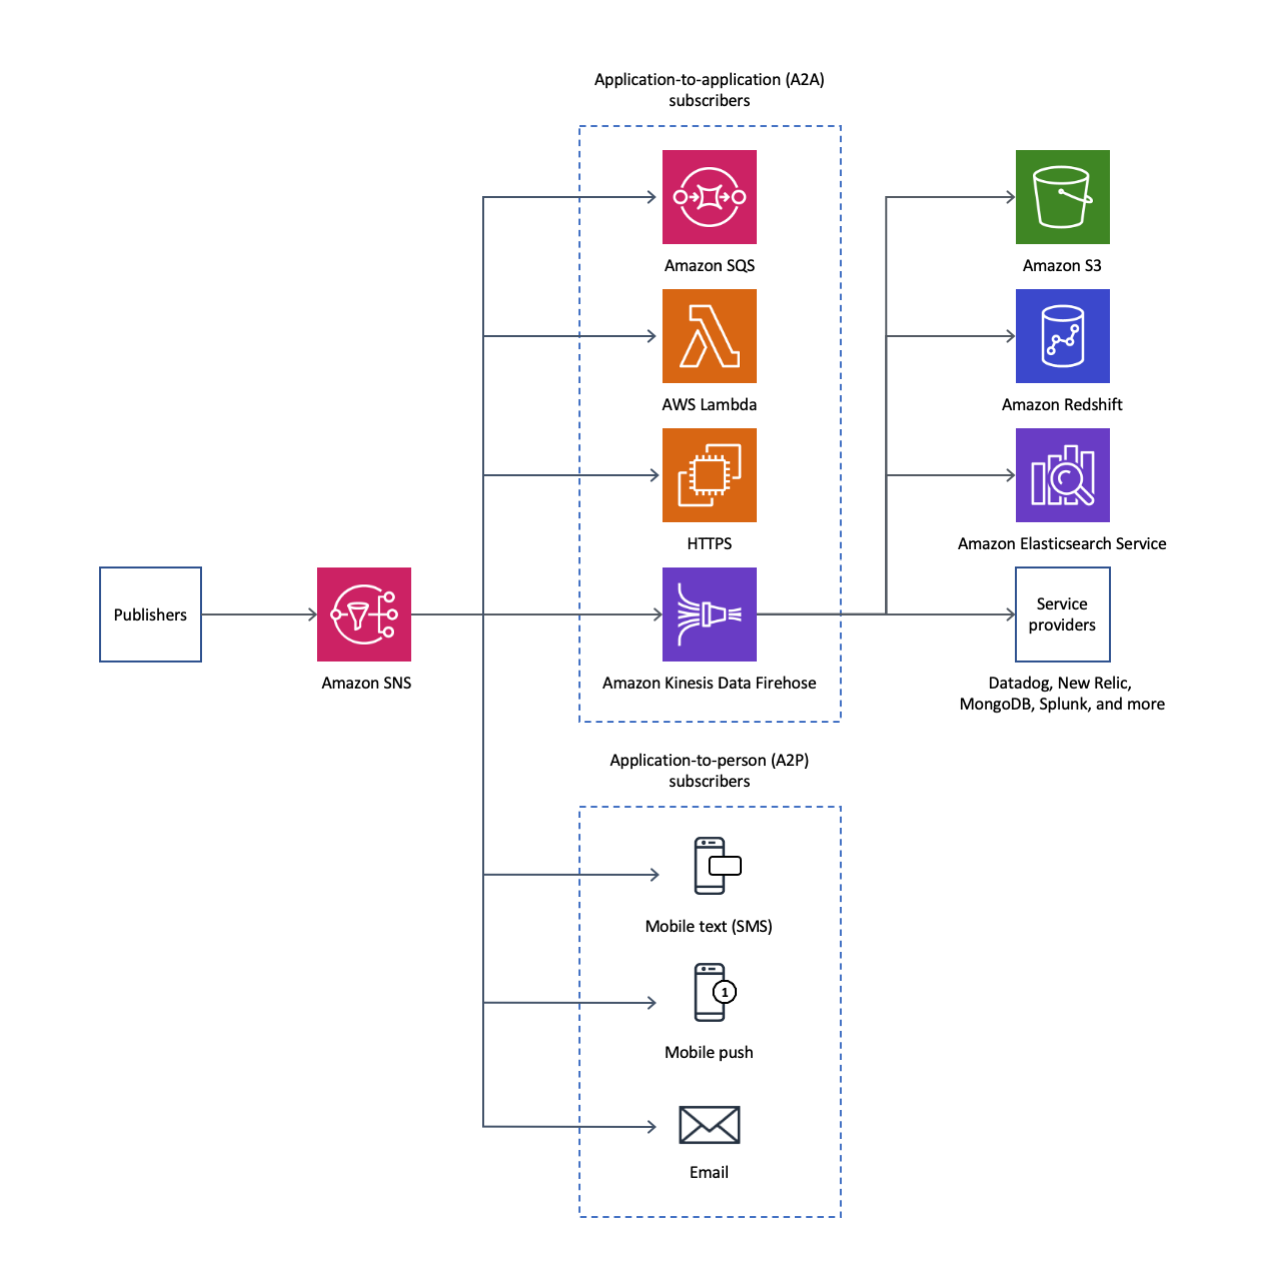 Application-to-application (A2A)
subscribers
Amazon SQS
Amazon S3
AWS Lambda
Amazon Redshift
HTTPS
Amazon Elasticsearch Service
Publishers
Service
providers
Amazon SNS
Amazon Kinesis Data Firehose
Datadog, New Relic,
MongoDB, Splunk, and more
Application-to-person (A2P)
subscribers
Mobile text (SMS)
1
Mobile push
Email